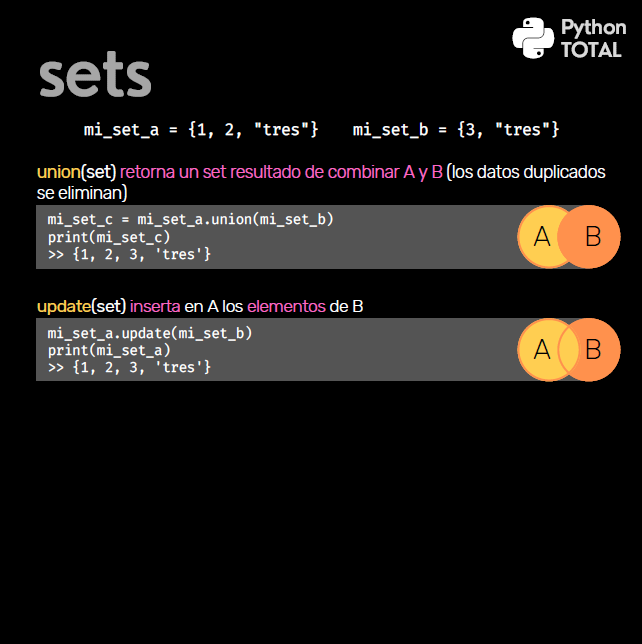 Python
TOTAL
sets
mi_set_a = {1, 2, "tres"} mi_set_b = {3, "tres"}
union(set) retorna un set resultado de combinar A y B (los datos duplicados
se eliminan)
mi_set_c = mi_set_a.union(mi_set_b)
print(mi_set_c)
>> {1, 2, 3, 'tres'}
A B
update(set) inserta en A los elementos de B
mi_set_a.update(mi_set_b)
print(mi_set_a)
>> {1, 2, 3, 'tres'}
A B